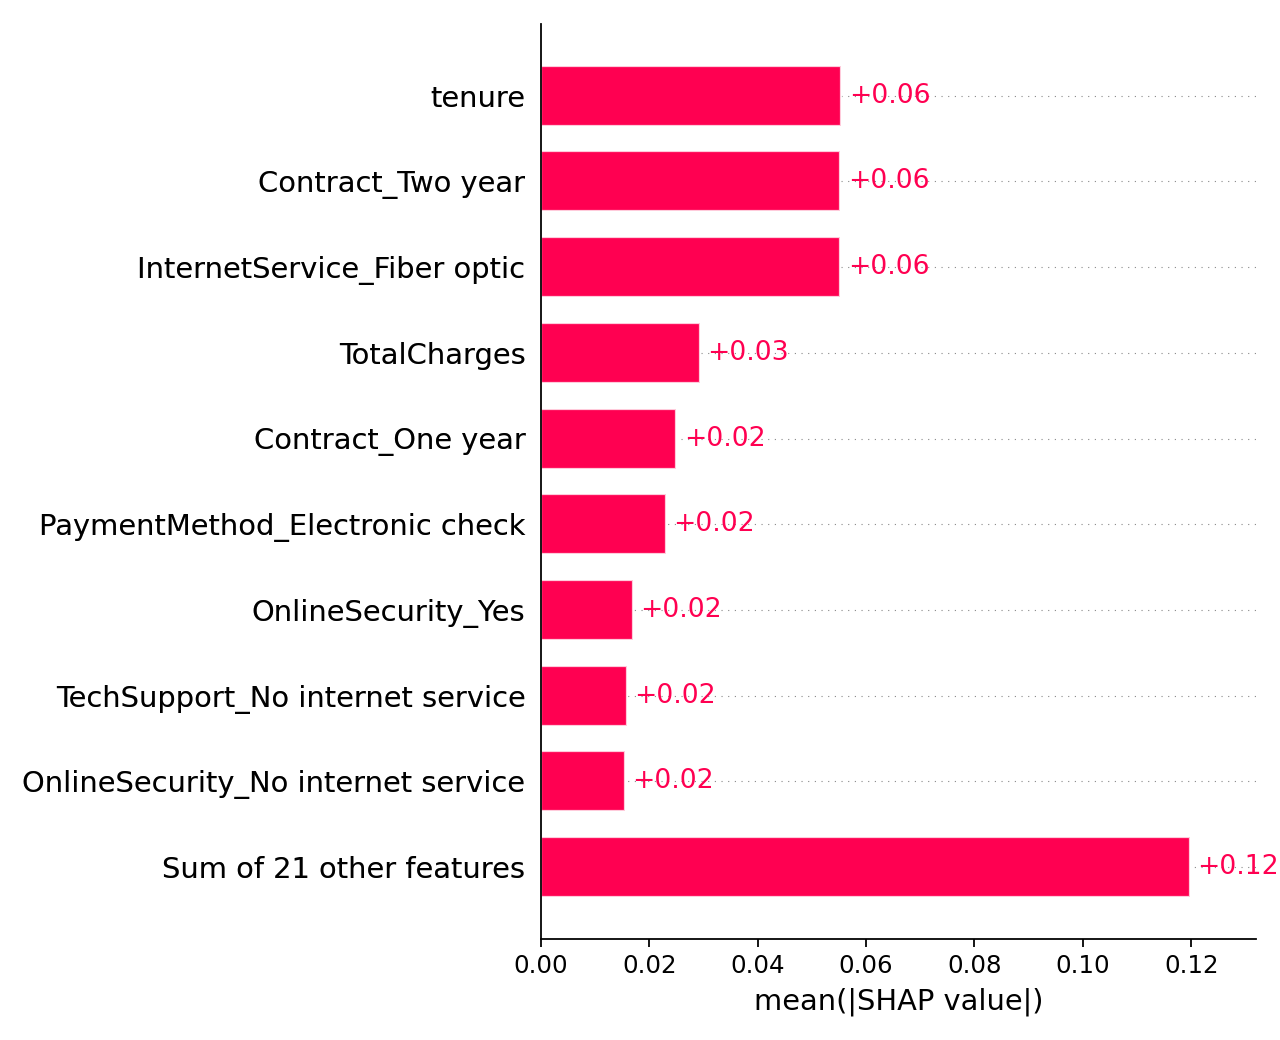 tenure +0.06
Contract_Two year +0.06
InternetService_Fiber optic +0.06
TotalCharges +0.03
Contract_One year +0.02
PaymentMethod_Electronic check +0.02
OnlineSecurity_Yes +0.02
TechSupport_No internet service +0.02
OnlineSecurity_No internet service +0.02
Sum of 21 other features +0.12
0.00 0.02 0.04 0.06 0.08 0.10 0.12
mean(|SHAP value|)